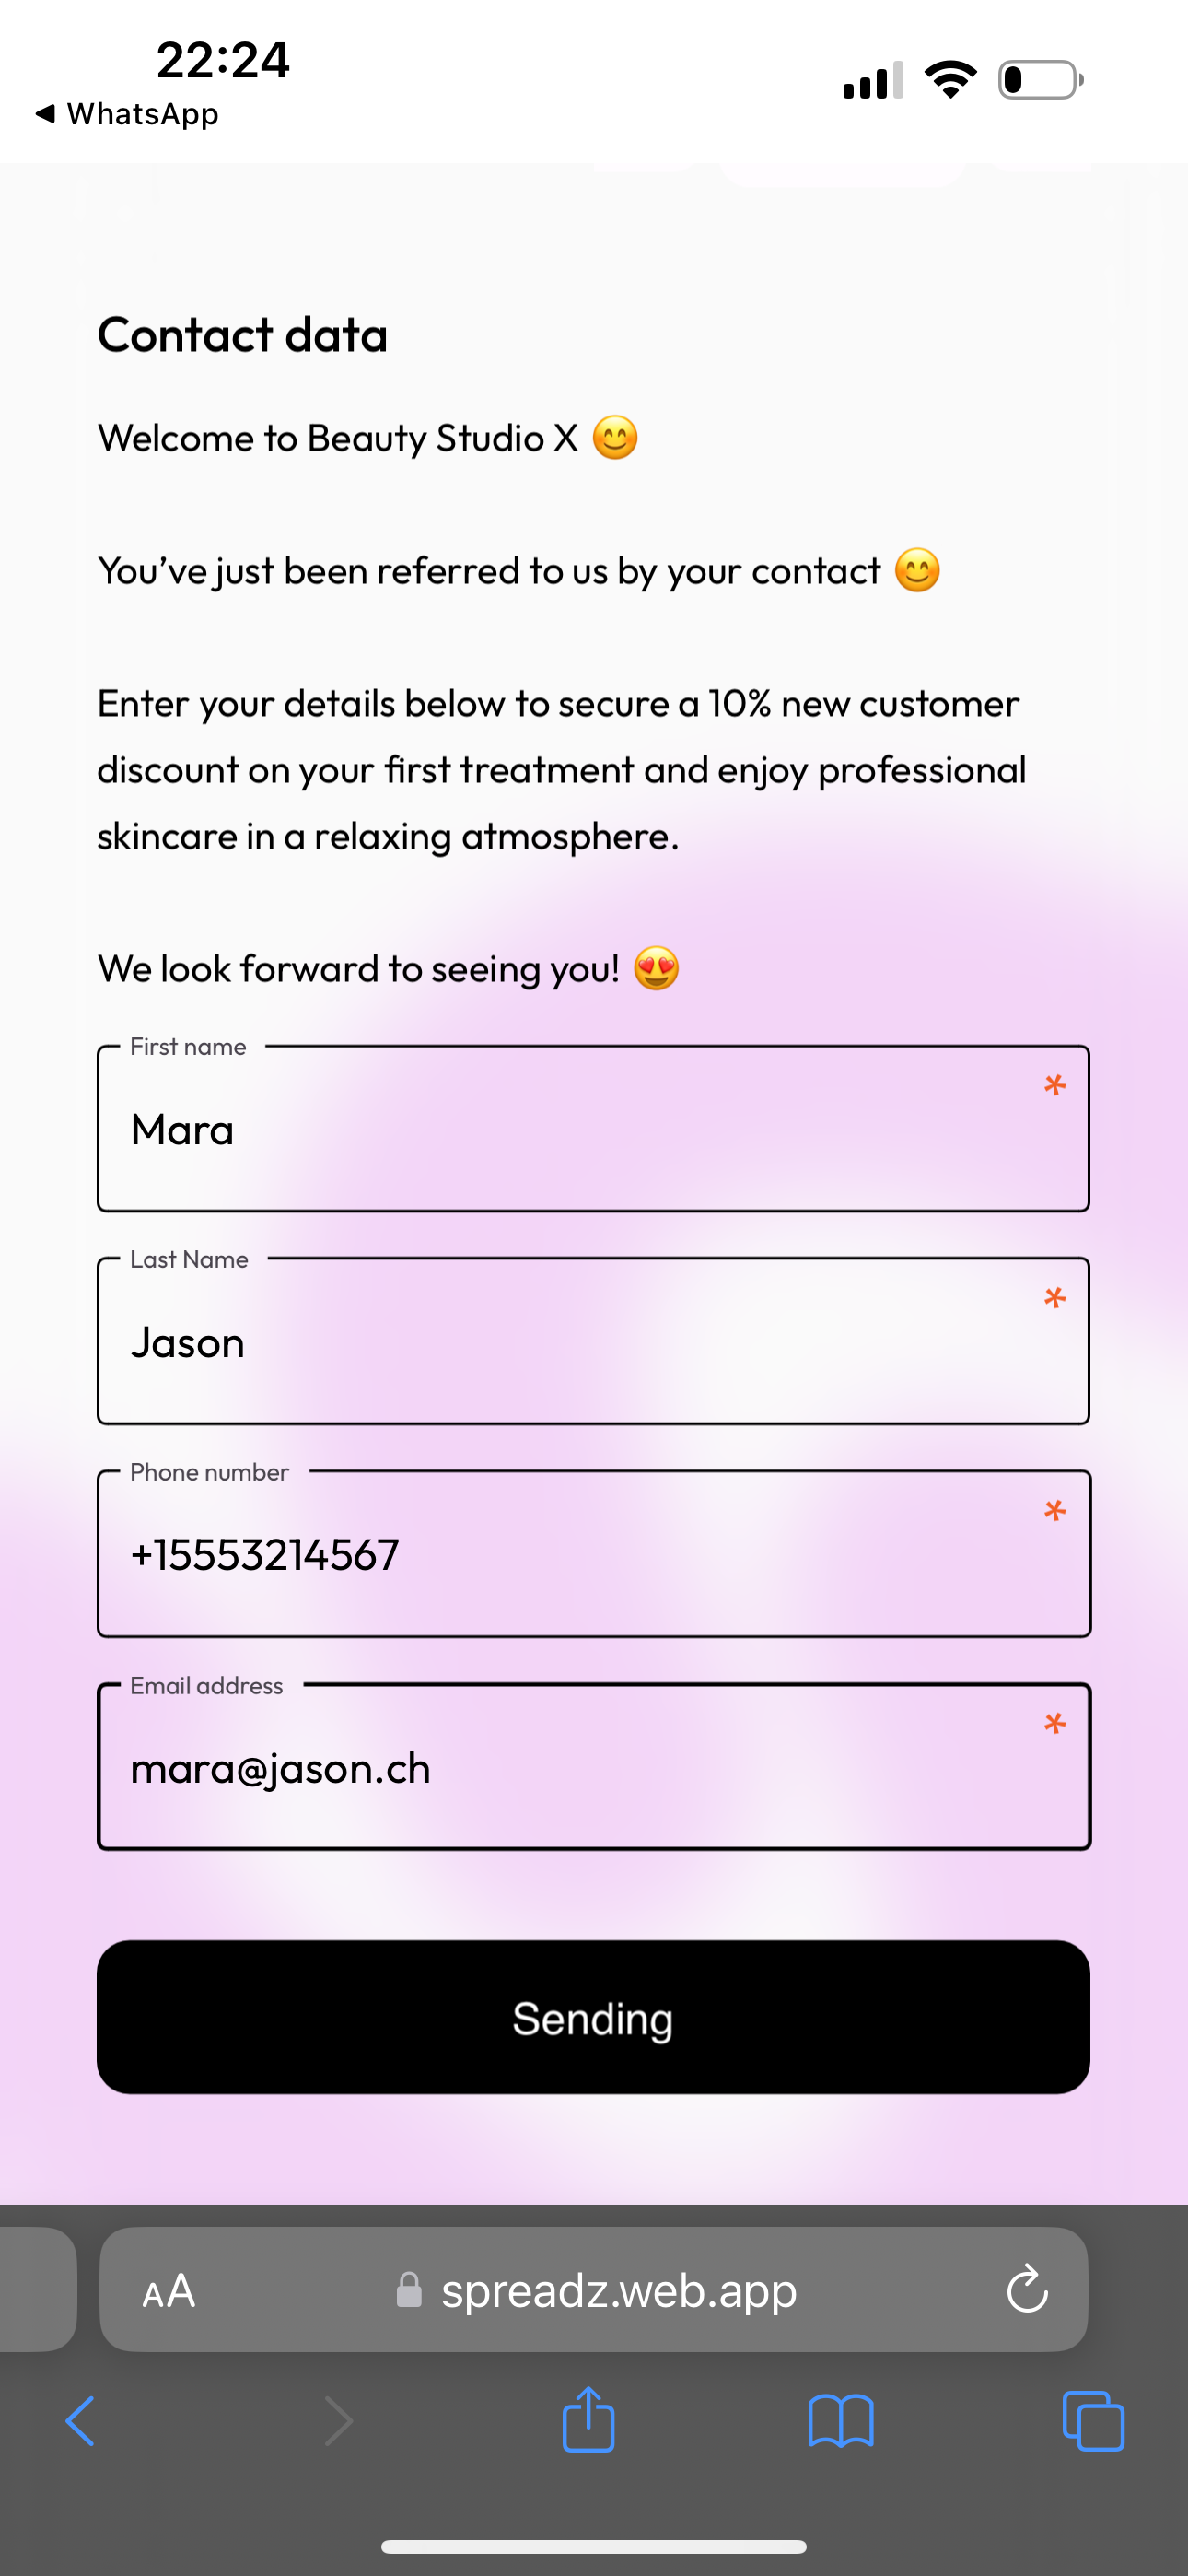 22:24
◀ WhatsApp
Contact data
Welcome to Beauty Studio X 😊
You’ve just been referred to us by your contact 😊
Enter your details below to secure a 10% new customer
discount on your first treatment and enjoy professional
skincare in a relaxing atmosphere.
We look forward to seeing you! 😍
First name
*
Mara
Last Name
*
Jason
Phone number
*
+15553214567
Email address
*
mara@jason.ch
Sending
AA
spreadz.web.app